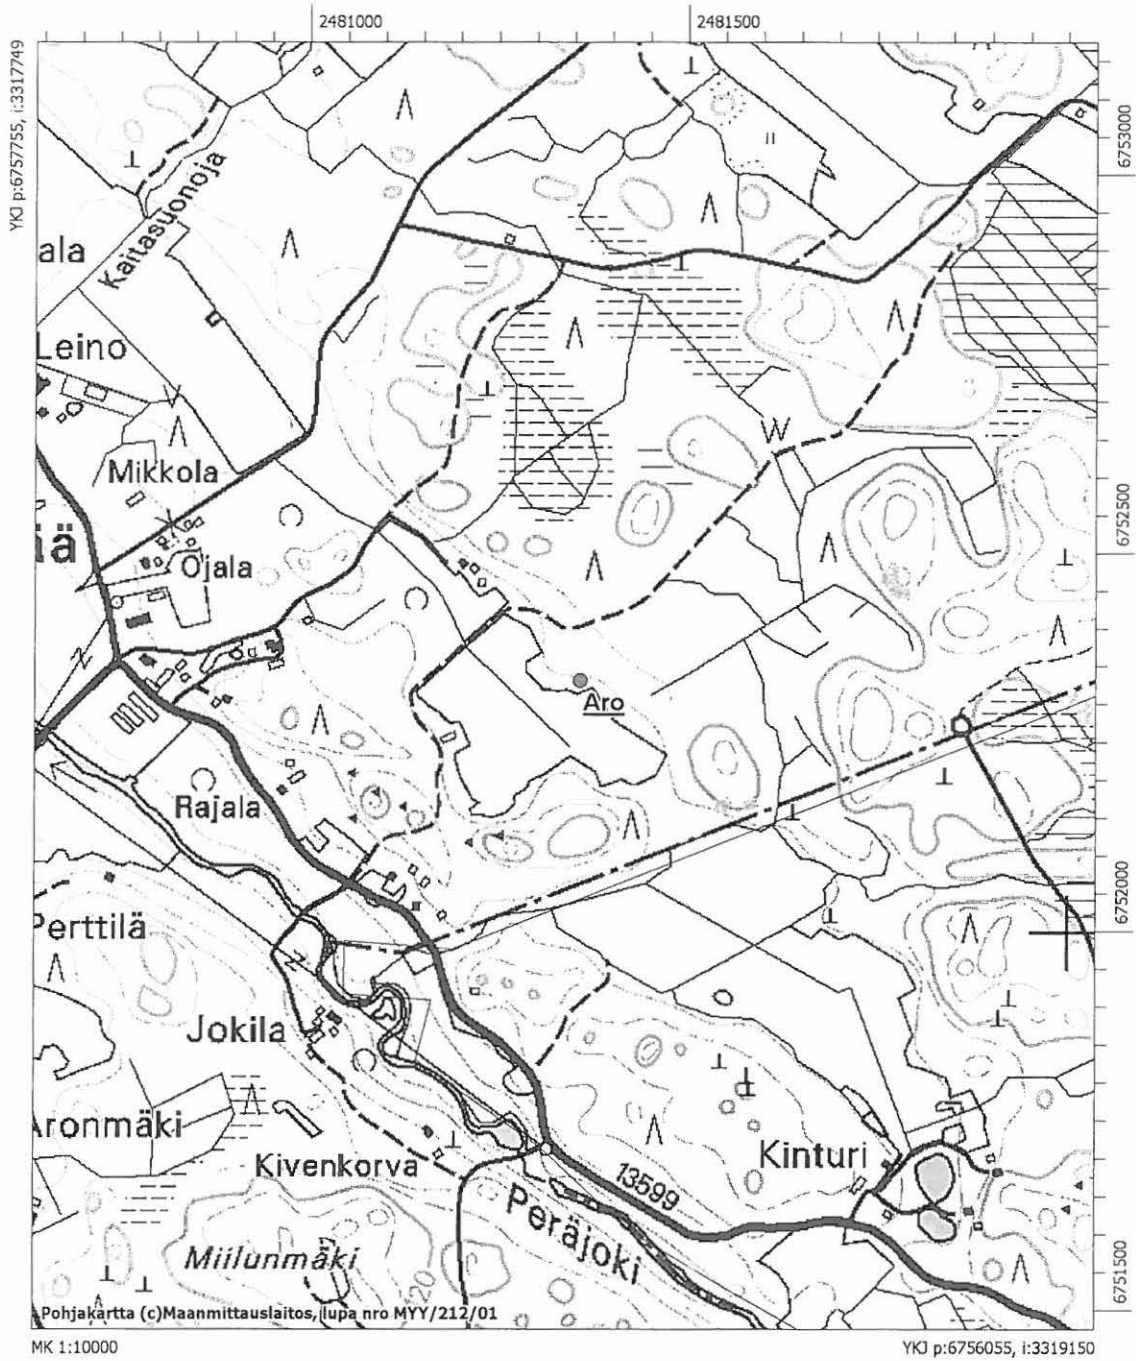 2481000
2481500
YKJ p:6757755, i:3317749
6753000
Kaitasuonoja
ala
Leino
Mikkola
6752500
ä
Ojala
Aro
Rajala
6752000
Perttilä
Jokila
Aronmäki
Kivenkorva
Kinturi
13599
Peräjoki
Miilunmäki
120
6751500
Pohjakartta (c)Maanmittauslaitos, lupa nro MYY/212/01
MK 1:10000
YKJ p:6756055, i:3319150